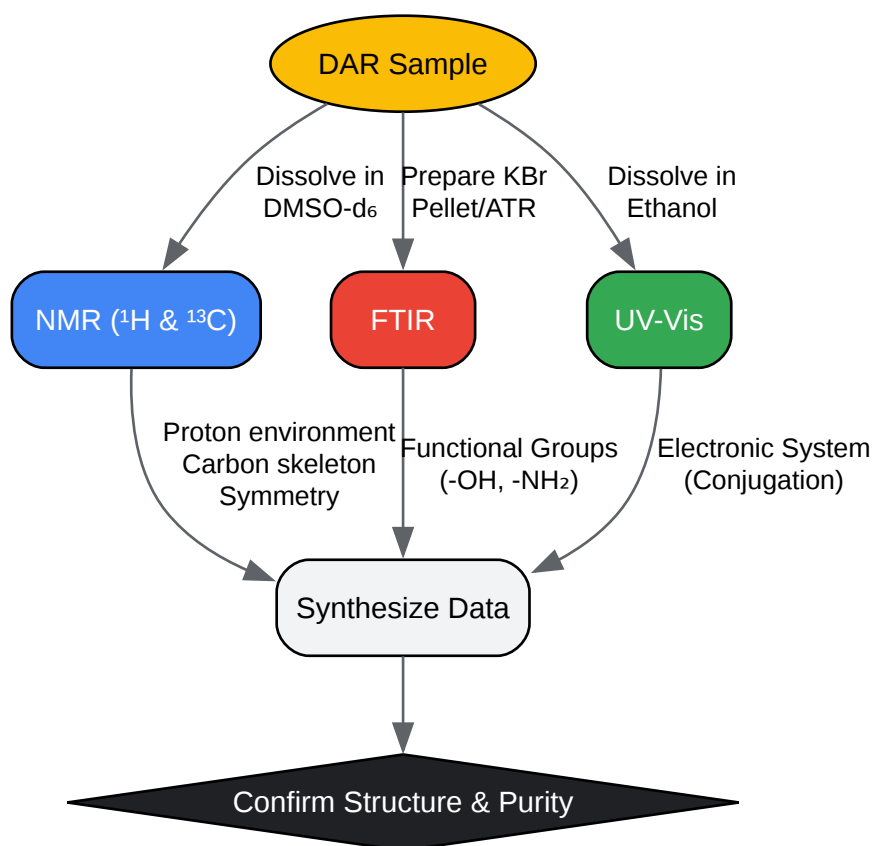 DAR Sample
Dissolve in
DMSO-d₆
Prepare KBr
Pellet/ATR
Dissolve in
Ethanol
NMR (¹H & ¹³C)
FTIR
UV-Vis
Proton environment
Carbon skeleton
Symmetry
Functional Groups
(-OH, -NH₂)
Electronic System
(Conjugation)
Synthesize Data
Confirm Structure & Purity